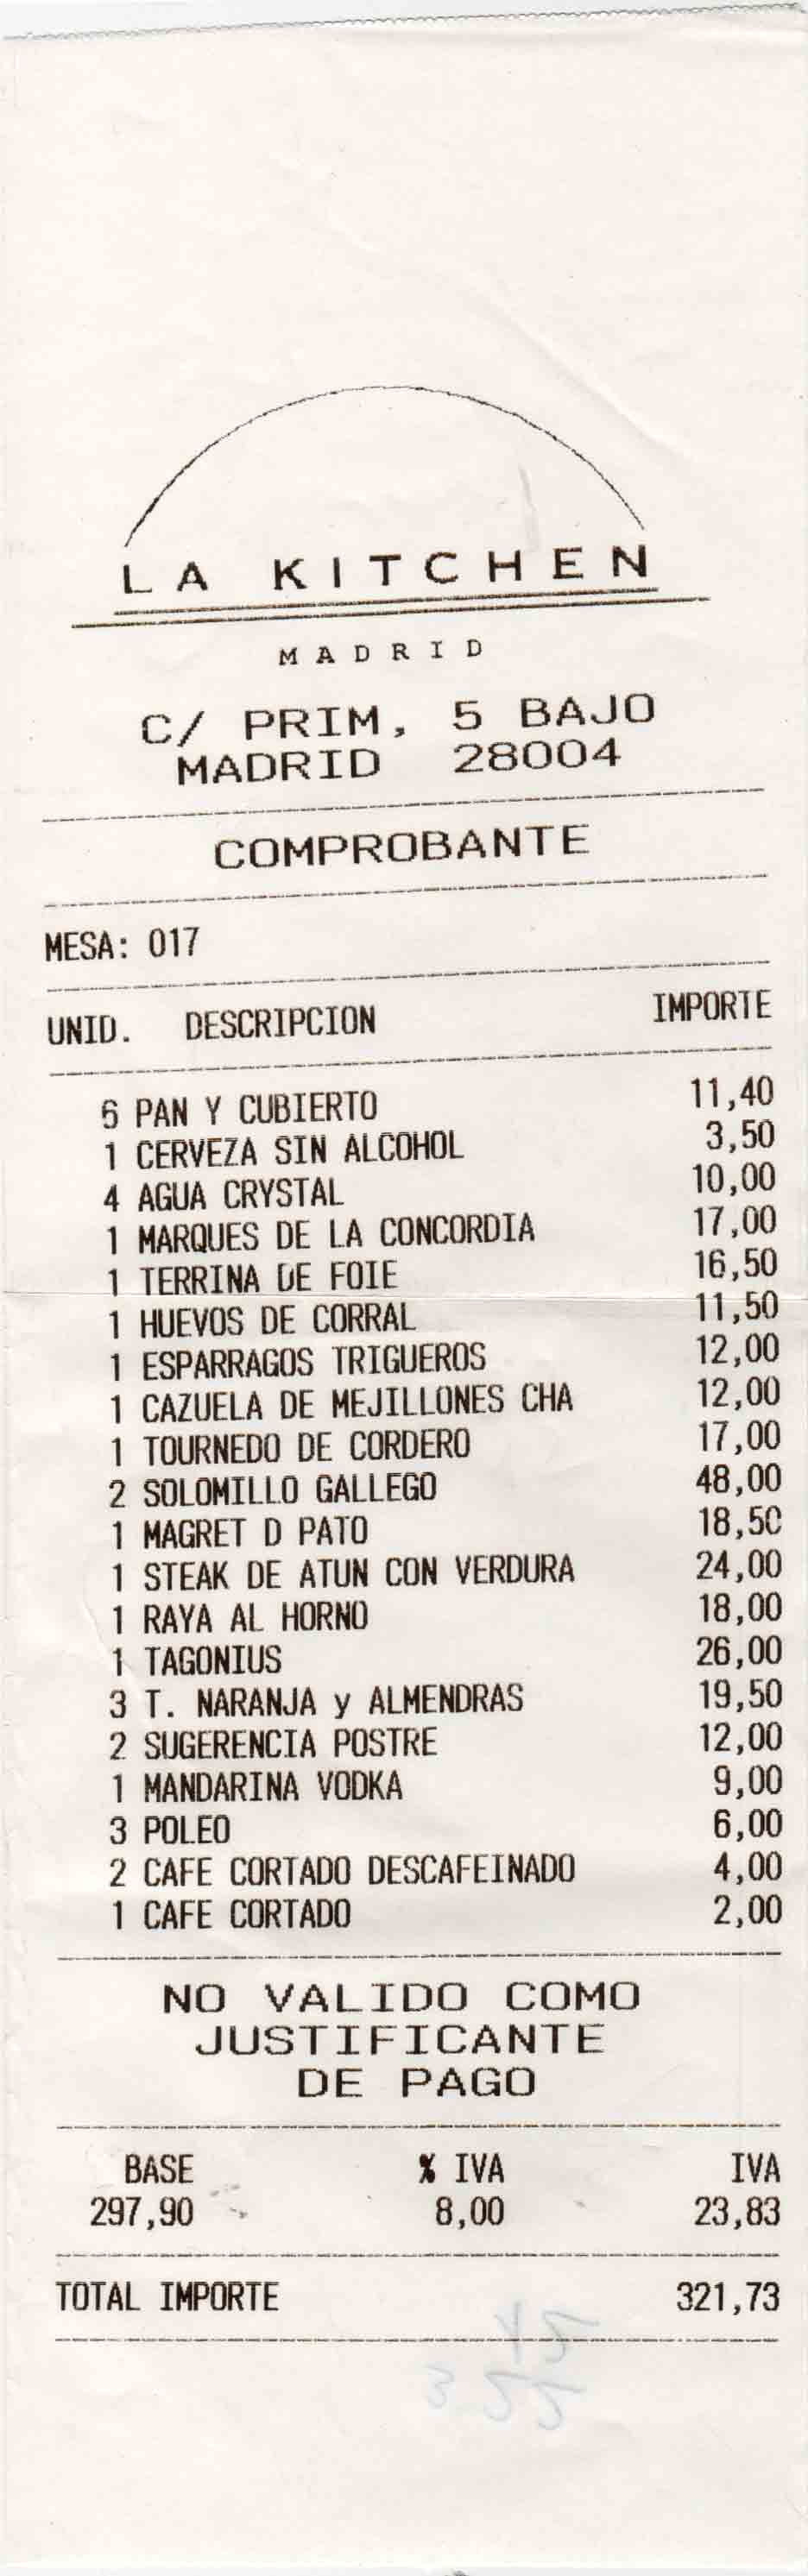 LA KITCHEN
MADRID
C/ PRIM, 5 BAJO
MADRID 28004
COMPROBANTE
MESA: 017
UNID. DESCRIPCION IMPORTE
6 PAN Y CUBIERTO 11,40
1 CERVEZA SIN ALCOHOL 3,50
4 AGUA CRYSTAL 10,00
1 MARQUES DE LA CONCORDIA 17,00
1 TERRINA DE FOIE 16,50
1 HUEVOS DE CORRAL 11,50
1 ESPARRAGOS TRIGUEROS 12,00
1 CAZUELA DE MEJILLONES CHA 12,00
1 TOURNEDO DE CORDERO 17,00
2 SOLOMILLO GALLEGO 48,00
1 MAGRET D PATO 18,50
1 STEAK DE ATUN CON VERDURA 24,00
1 RAYA AL HORNO 18,00
1 TAGONIUS 26,00
3 T. NARANJA y ALMENDRAS 19,50
2 SUGERENCIA POSTRE 12,00
1 MANDARINA VODKA 9,00
3 POLEO 6,00
2 CAFE CORTADO DESCAFEINADO 4,00
1 CAFE CORTADO 2,00
NO VALIDO COMO
JUSTIFICANTE
DE PAGO
BASE % IVA IVA
297,90 8,00 23,83
TOTAL IMPORTE 321,73